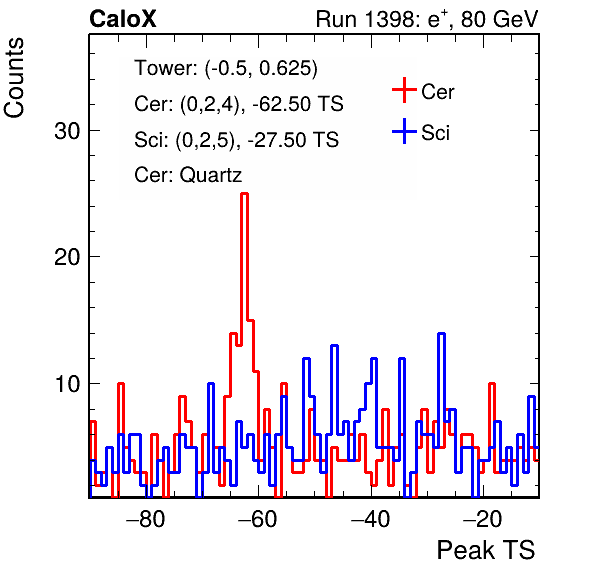 CaloX Run 1398: e⁺, 80 GeV
Counts
Tower: (-0.5, 0.625)
Cer: (0,2,4), -62.50 TS
Sci: (0,2,5), -27.50 TS
Cer: Quartz
Cer
Sci
30
20
10
−80 −60 −40 −20
Peak TS